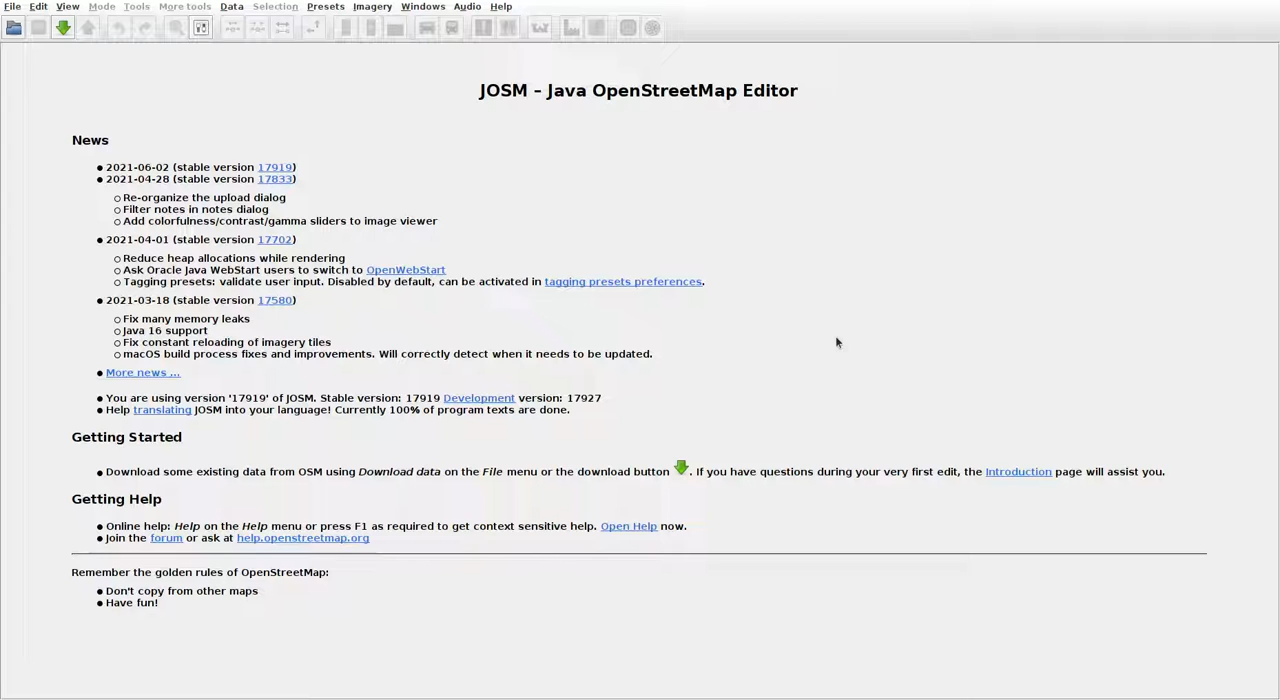 File Edit View Mode Tools More tools Data Selection Presets Imagery Windows Audio Help
JOSM – Java OpenStreetMap Editor
News
2021-06-02 (stable version 17919)
2021-04-28 (stable version 17833)
Re-organize the upload dialog
Filter notes in notes dialog
Add colorfulness/contrast/gamma sliders to image viewer
2021-04-01 (stable version 17702)
Reduce heap allocations while rendering
Ask Oracle Java WebStart users to switch to OpenWebStart
Tagging presets: validate user input. Disabled by default, can be activated in tagging presets preferences.
2021-03-18 (stable version 17580)
Fix many memory leaks
Java 16 support
Fix constant reloading of imagery tiles
macOS build process fixes and improvements. Will correctly detect when it needs to be updated.
More news ...
You are using version '17919' of JOSM. Stable version: 17919 Development version: 17927
Help translating JOSM into your language! Currently 100% of program texts are done.
Getting Started
Download some existing data from OSM using Download data on the File menu or the download button . If you have questions during your very first edit, the Introduction page will assist you.
Getting Help
Online help: Help on the Help menu or press F1 as required to get context sensitive help. Open Help now.
Join the forum or ask at help.openstreetmap.org
Remember the golden rules of OpenStreetMap:
Don't copy from other maps
Have fun!